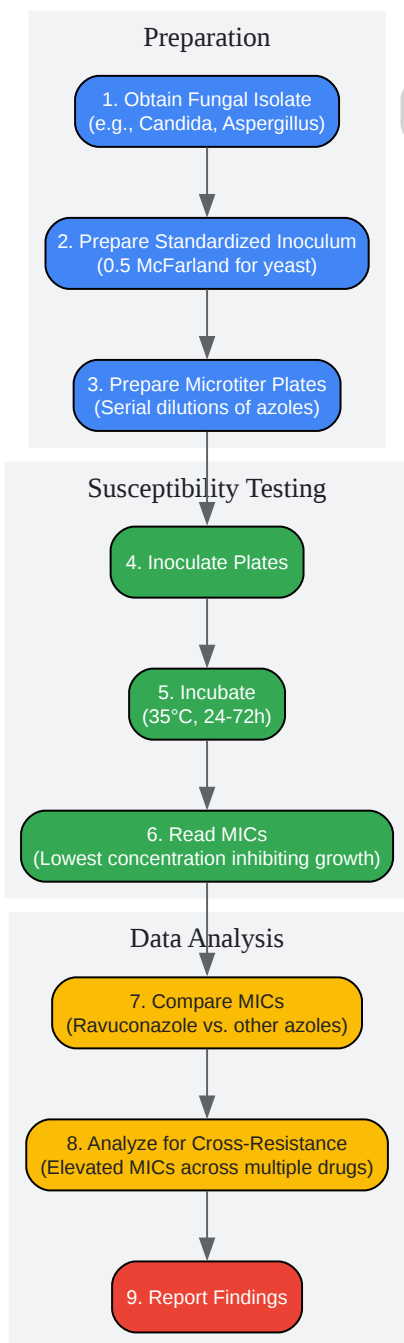 Preparation
1. Obtain Fungal Isolate
(e.g., Candida, Aspergillus)
2. Prepare Standardized Inoculum
(0.5 McFarland for yeast)
3. Prepare Microtiter Plates
(Serial dilutions of azoles)
Susceptibility Testing
4. Inoculate Plates
5. Incubate
(35°C, 24-72h)
6. Read MICs
(Lowest concentration inhibiting growth)
Data Analysis
7. Compare MICs
(Ravuconazole vs. other azoles)
8. Analyze for Cross-Resistance
(Elevated MICs across multiple drugs)
9. Report Findings